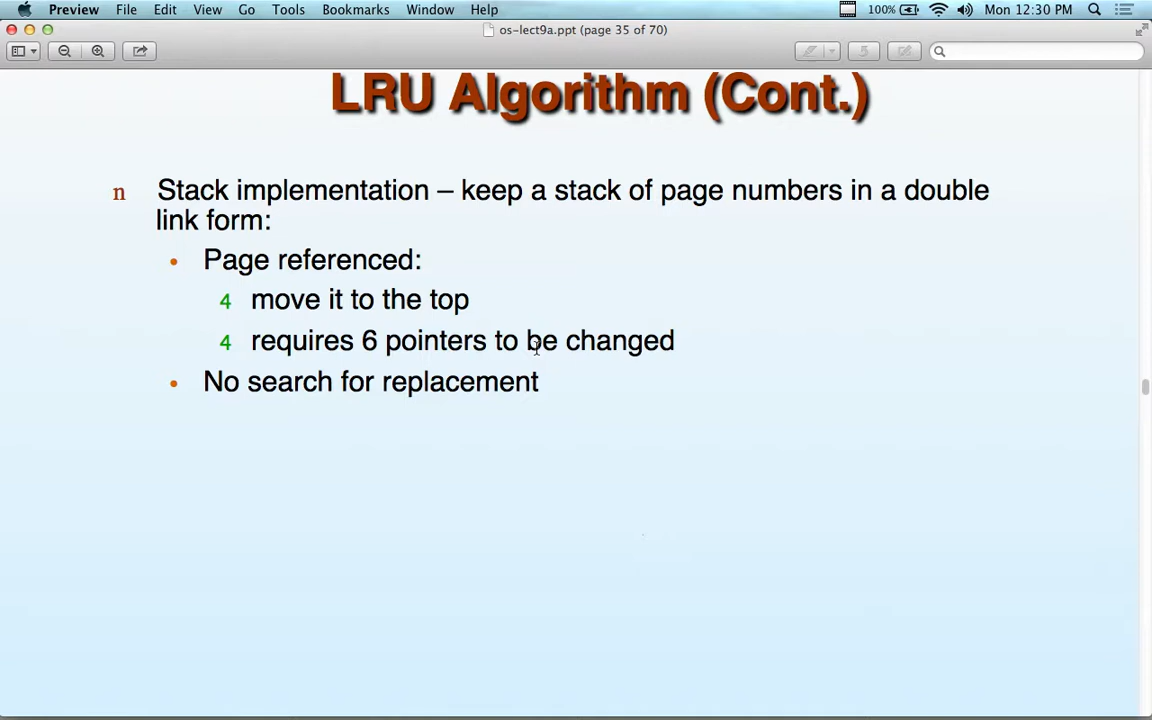 Preview File Edit View Go Tools Bookmarks Window Help 100% Mon 12:30 PM
os-lect9a.ppt (page 35 of 70)
LRU Algorithm (Cont.)
n Stack implementation – keep a stack of page numbers in a double
link form:
• Page referenced:
4 move it to the top
4 requires 6 pointers to be changed
• No search for replacement